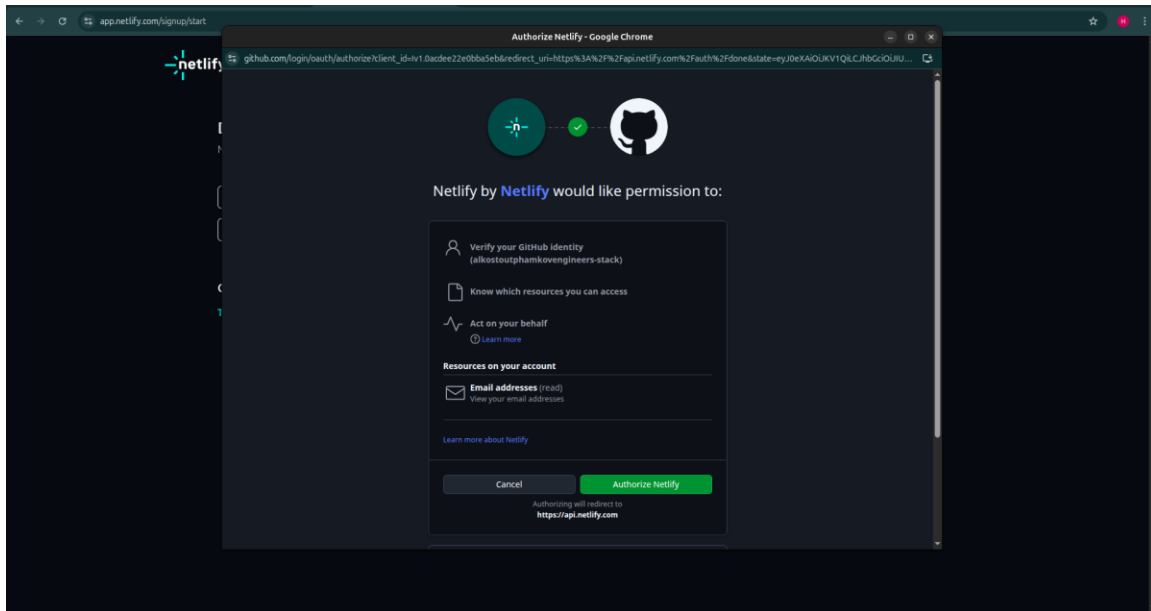 app.netlify.com/signup/start
H
netlify
Authorize Netlify - Google Chrome
github.com/login/oauth/authorize?client_id=Iv1.0acdee22e0bba5eb&redirect_uri=https%3A%2F%2Fapi.netlify.com%2Fauth%2Fdone&state=eyJ0eXAiOiJKV1QiLCJhbGciOiJIU...
n
Netlify by Netlify would like permission to:
Verify your GitHub identity
(alkostoutphamkovengineers-stack)
Know which resources you can access
Act on your behalf
Learn more
Resources on your account
Email addresses (read)
View your email addresses
Learn more about Netlify
Cancel
Authorize Netlify
Authorizing will redirect to
https://api.netlify.com